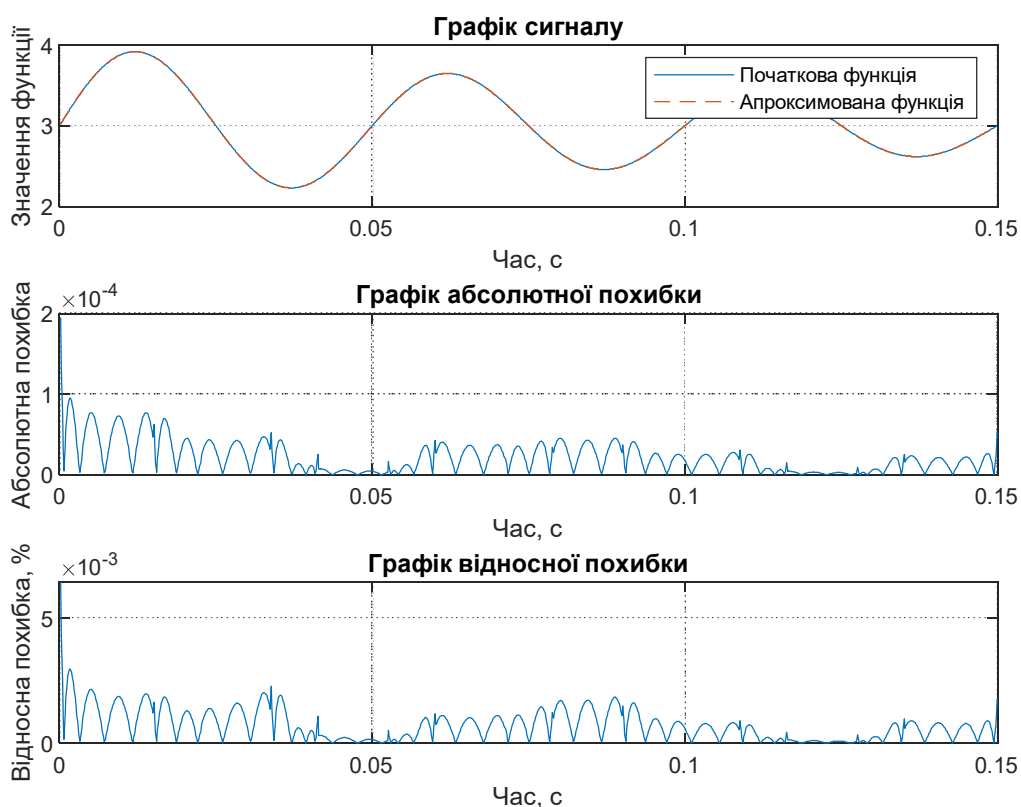 Графік сигналу
Значення функції
4
3
2
Початкова функція
Апроксимована функція
0
0.05
0.1
0.15
Час, с
Графік абсолютної похибки
×10⁻⁴
Абсолютна похибка
2
1
0
0
0.05
0.1
0.15
Час, с
Графік відносної похибки
×10⁻³
Відносна похибка, %
5
0
0
0.05
0.1
0.15
Час, с